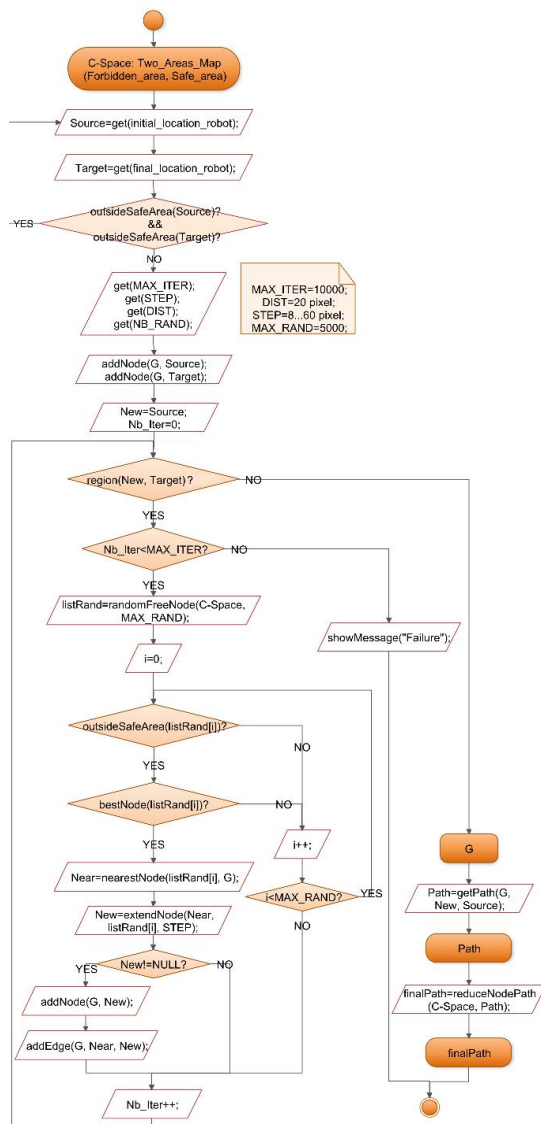 C-Space: Two_Areas_Map
(Forbidden_area, Safe_area)
Source=get(initial_location_robot);
Target=get(final_location_robot);
outsideSafeArea(Source)?
&&
outsideSafeArea(Target)?
YES
NO
get(MAX_ITER);
get(STEP);
get(DIST);
get(NB_RAND);
MAX_ITER=10000;
DIST=20 pixel;
STEP=8...60 pixel;
MAX_RAND=5000;
addNode(G, Source);
addNode(G, Target);
New=Source;
Nb_Iter=0;
region(New, Target)?
NO
YES
Nb_Iter<MAX_ITER?
NO
YES
listRand=randomFreeNode(C-Space,
MAX_RAND);
showMessage("Failure");
i=0;
outsideSafeArea(listRand[i])?
NO
YES
bestNode(listRand[i])?
NO
YES
i++;
G
Near=nearestNode(listRand[i], G);
i<MAX_RAND?
YES
NO
Path=getPath(G,
New, Source);
New=extendNode(Near,
listRand[i], STEP);
Path
New!=NULL?
YES
NO
addNode(G, New);
finalPath=reduceNodePath
(C-Space, Path);
addEdge(G, Near, New);
finalPath
Nb_Iter++;